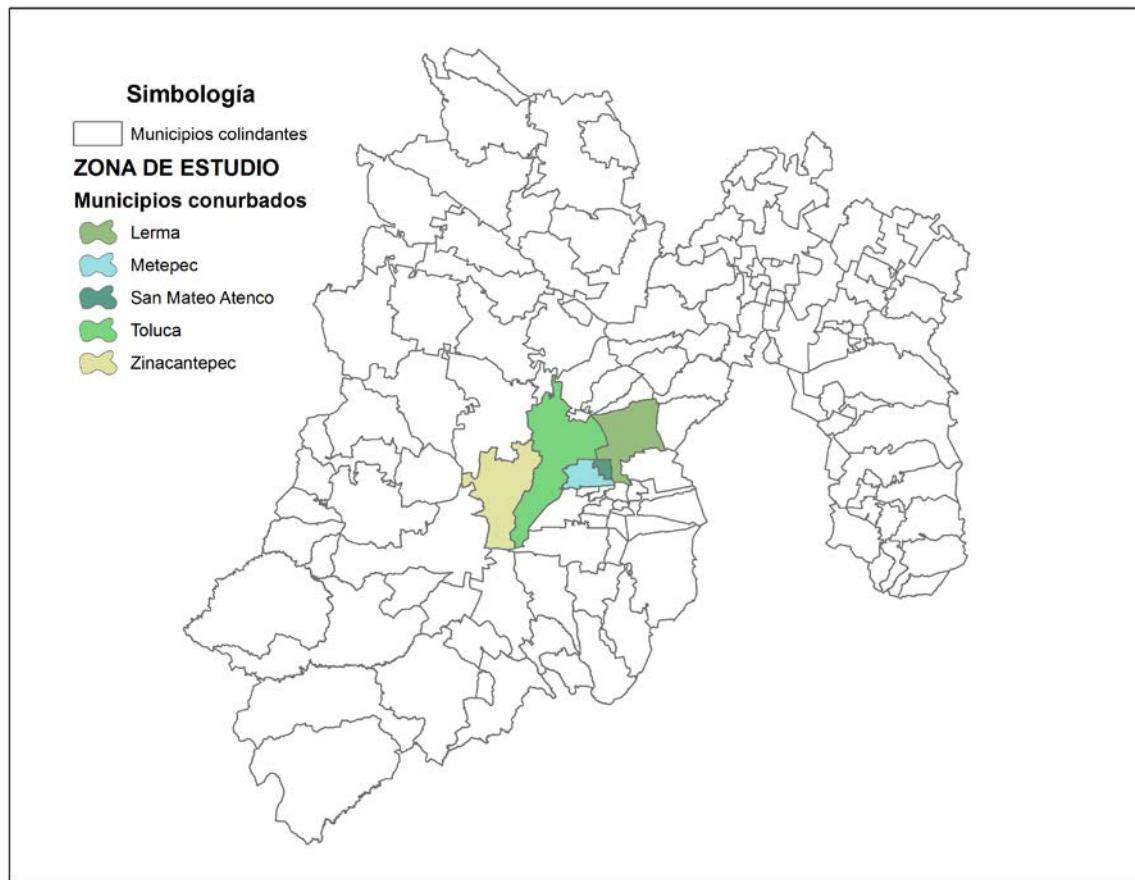 Simbología
Municipios colindantes
ZONA DE ESTUDIO
Municipios conurbados
Lerma
Metepec
San Mateo Atenco
Toluca
Zinacantepec